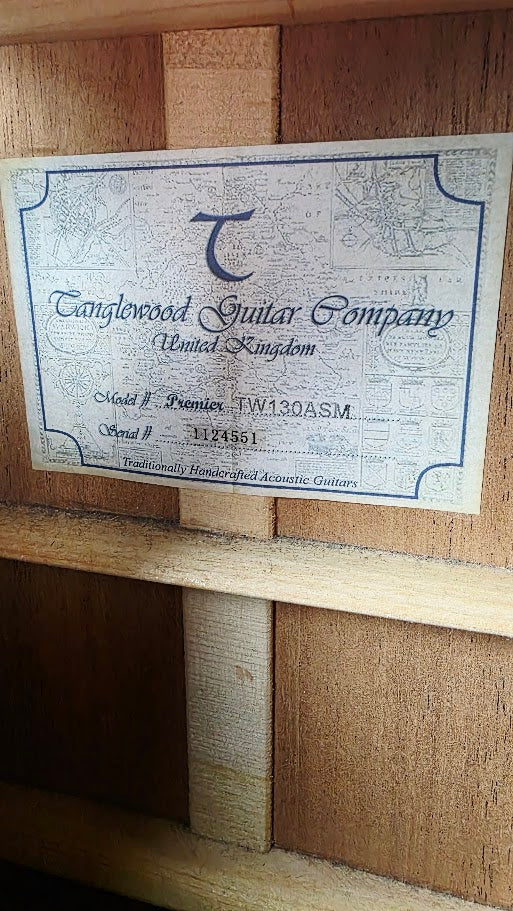 T
Tanglewood Guitar Company
United Kingdom
Model # Premier TW130ASM
Serial # 1124551
Traditionally Handcrafted Acoustic Guitars